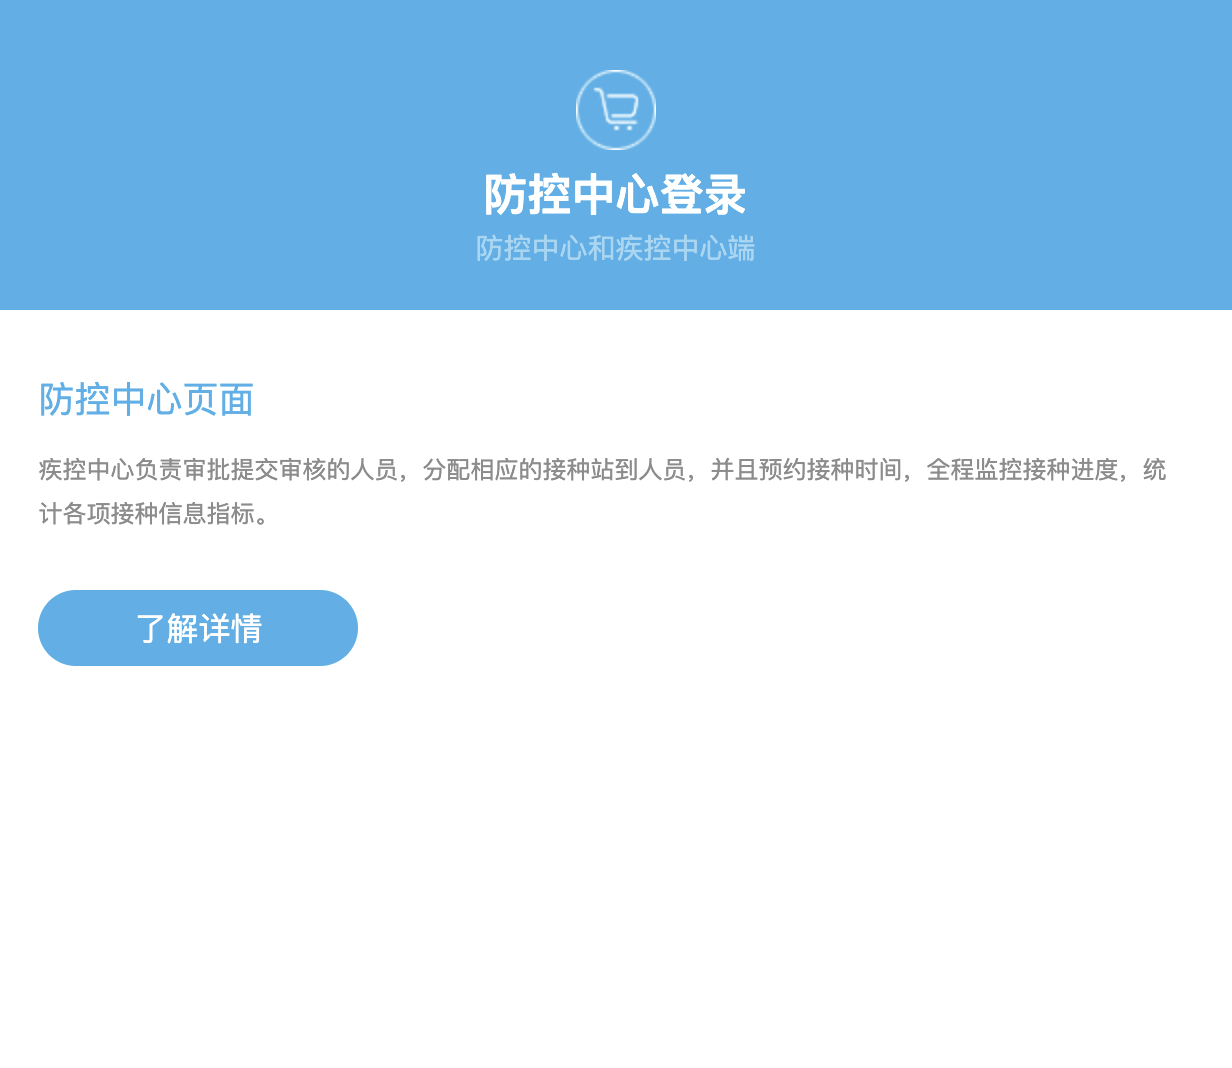 防控中心登录
防控中心和疾控中心端
防控中心页面
疾控中心负责审批提交审核的人员，分配相应的接种站到人员，并且预约接种时间，全程监控接种进度，统
计各项接种信息指标。
了解详情